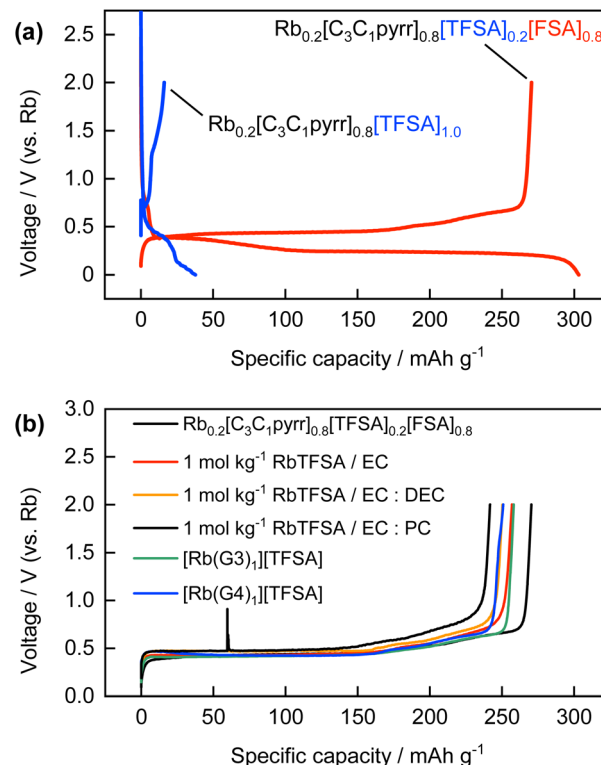 (a)
Rb₀.₂[C₃C₁pyrr]₀.₈[TFSA]₀.₂[FSA]₀.₈
Rb₀.₂[C₃C₁pyrr]₀.₈[TFSA]₁.₀
2.5
2.0
1.5
1.0
0.5
0
Voltage / V (vs. Rb)
0 50 100 150 200 250 300
Specific capacity / mAh g⁻¹
(b)
3.0
2.5
2.0
1.5
1.0
0.5
0.0
Voltage / V (vs. Rb)
Rb₀.₂[C₃C₁pyrr]₀.₈[TFSA]₀.₂[FSA]₀.₈
1 mol kg⁻¹ RbTFSA / EC
1 mol kg⁻¹ RbTFSA / EC : DEC
1 mol kg⁻¹ RbTFSA / EC : PC
[Rb(G3)₁][TFSA]
[Rb(G4)₁][TFSA]
0 50 100 150 200 250 300
Specific capacity / mAh g⁻¹